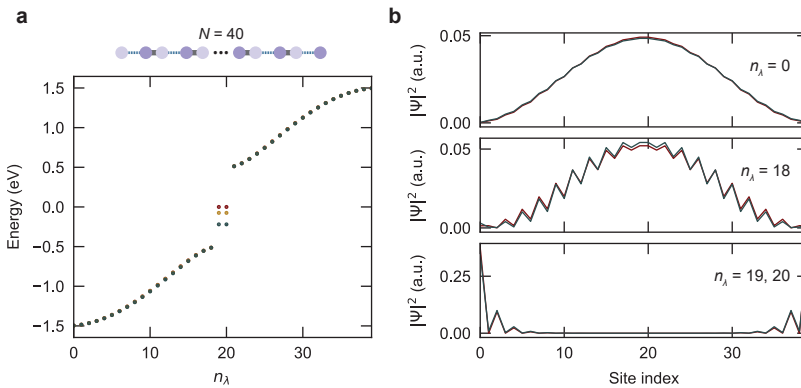 a
N = 40
Energy (eV)
1.5
1.0
0.5
0.0
−0.5
−1.0
−1.5
0
10
20
30
nλ
b
|Ψ|² (a.u.)
0.05
0.00
nλ = 0
|Ψ|² (a.u.)
0.05
0.00
nλ = 18
|Ψ|² (a.u.)
0.25
0.00
nλ = 19, 20
0
10
20
30
Site index